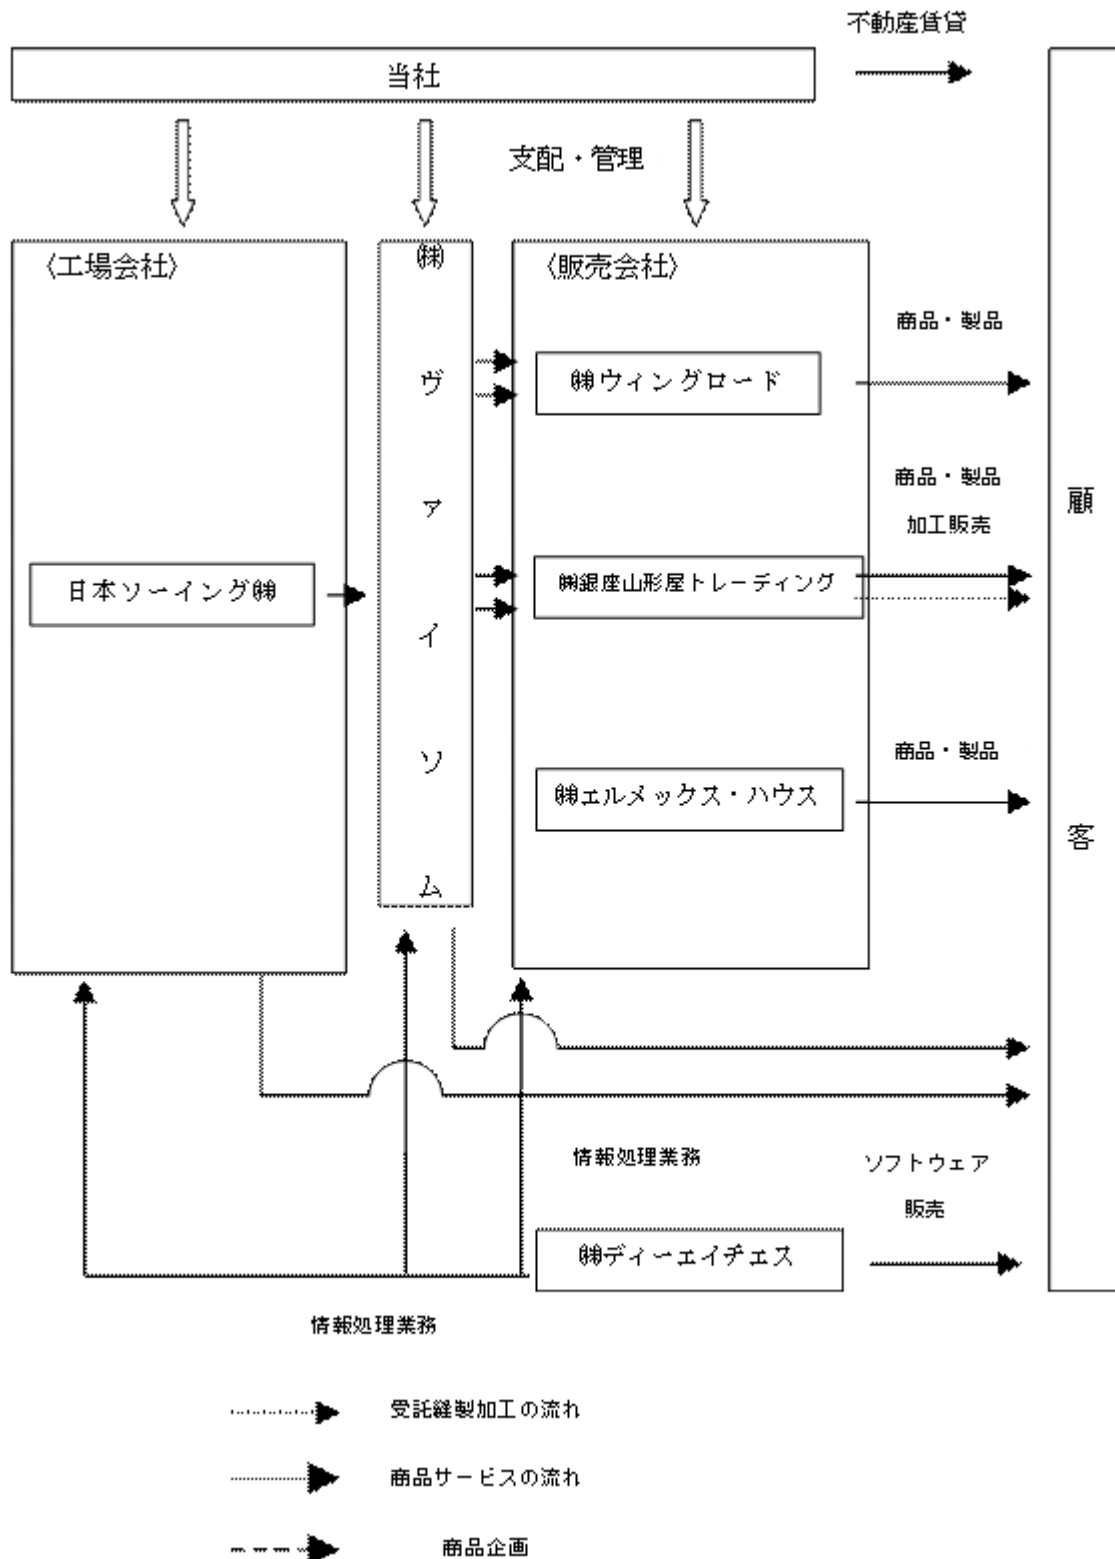 不動産賃貸
当社
支配・管理
〈工場会社〉
㈱ヴァイソム
〈販売会社〉
商品・製品
㈱ウィングロード
商品・製品
加工販売
日本ソーイング㈱
㈱銀座山形屋トレーディング
商品・製品
㈱エルメックス・ハウス
顧客
情報処理業務
ソフトウェア
販売
㈱ディーエイチェス
情報処理業務
受託縫製加工の流れ
商品サービスの流れ
商品企画